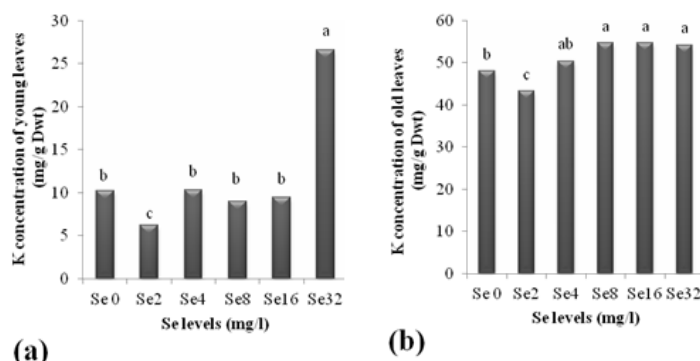 K concentration of young leaves
(mg/g Dwt)
30
25
20
15
10
5
0
b
c
b
b
b
a
Se 0 Se2 Se4 Se8 Se16 Se32
Se levels (mg/l)
(a)
K concentration of old leaves
(mg/g Dwt)
60
50
40
30
20
10
0
b
c
ab
a
a
a
Se 0 Se2 Se4 Se8 Se16 Se32
Se levels (mg/l)
(b)